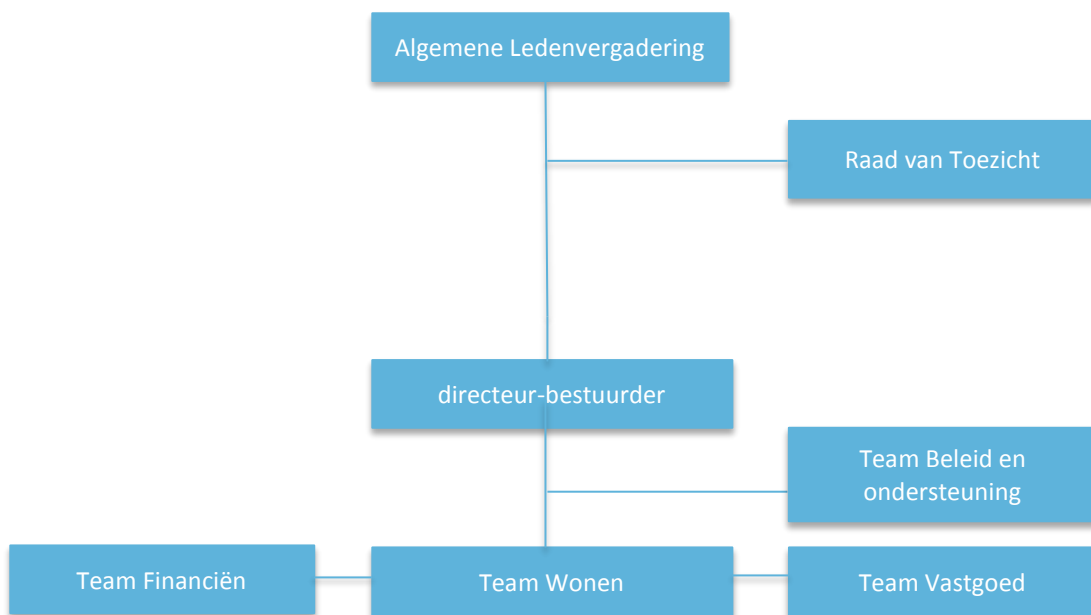 Algemene Ledenvergadering
Raad van Toezicht
directeur-bestuurder
Team Beleid en
ondersteuning
Team Financiën
Team Wonen
Team Vastgoed